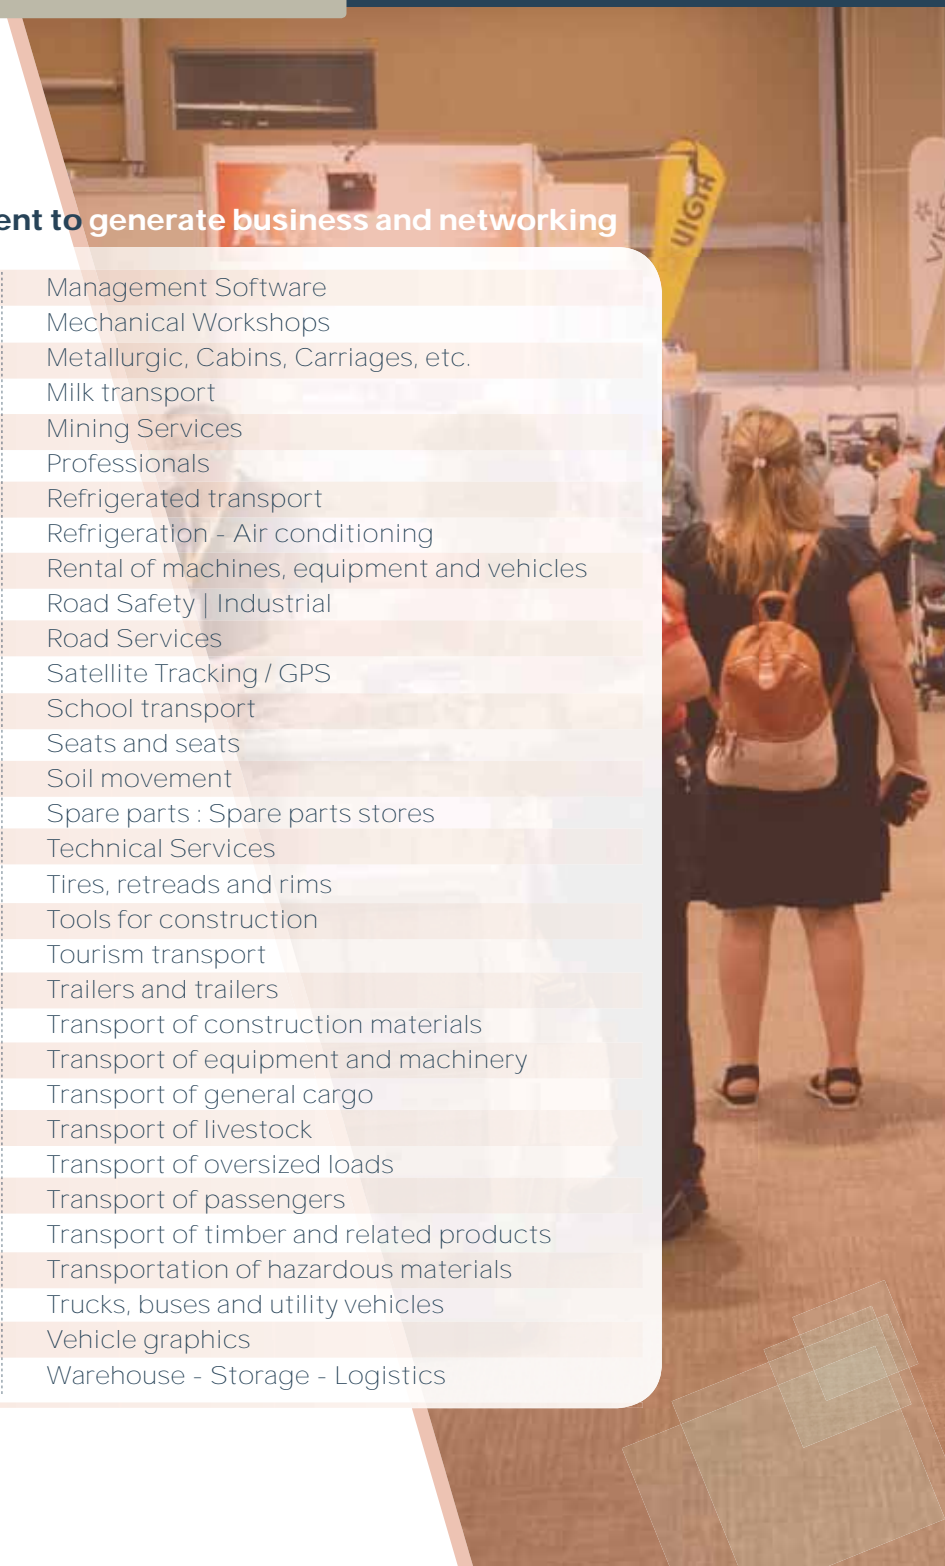 ent to generate business and networking
Management Software
Mechanical Workshops
Metallurgic, Cabins, Carriages, etc.
Milk transport
Mining Services
Professionals
Refrigerated transport
Refrigeration - Air conditioning
Rental of machines, equipment and vehicles
Road Safety | Industrial
Road Services
Satellite Tracking / GPS
School transport
Seats and seats
Soil movement
Spare parts : Spare parts stores
Technical Services
Tires, retreads and rims
Tools for construction
Tourism transport
Trailers and trailers
Transport of construction materials
Transport of equipment and machinery
Transport of general cargo
Transport of livestock
Transport of oversized loads
Transport of passengers
Transport of timber and related products
Transportation of hazardous materials
Trucks, buses and utility vehicles
Vehicle graphics
Warehouse - Storage - Logistics